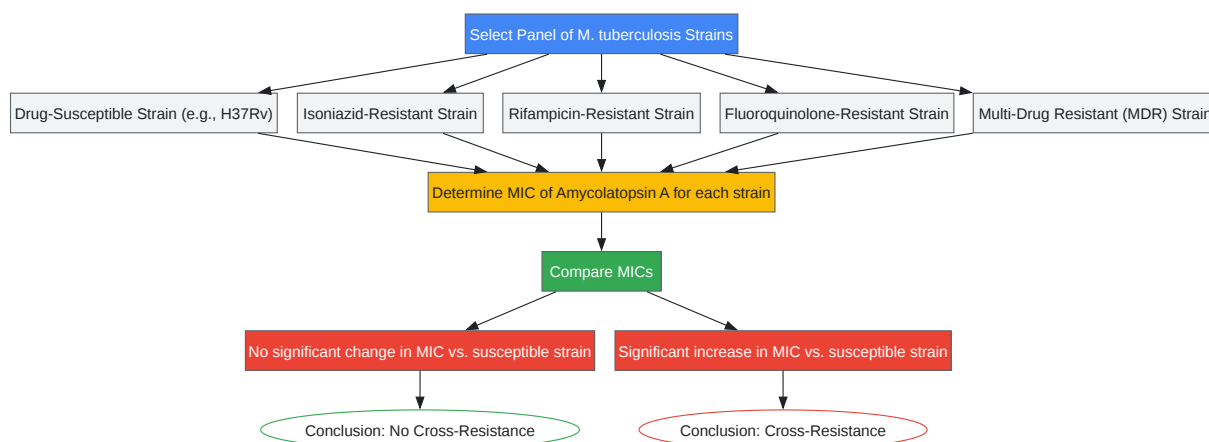 Select Panel of M. tuberculosis Strains
Drug-Susceptible Strain (e.g., H37Rv)
Isoniazid-Resistant Strain
Rifampicin-Resistant Strain
Fluoroquinolone-Resistant Strain
Multi-Drug Resistant (MDR) Strain
Determine MIC of Amycolatopsin A for each strain
Compare MICs
No significant change in MIC vs. susceptible strain
Significant increase in MIC vs. susceptible strain
Conclusion: No Cross-Resistance
Conclusion: Cross-Resistance